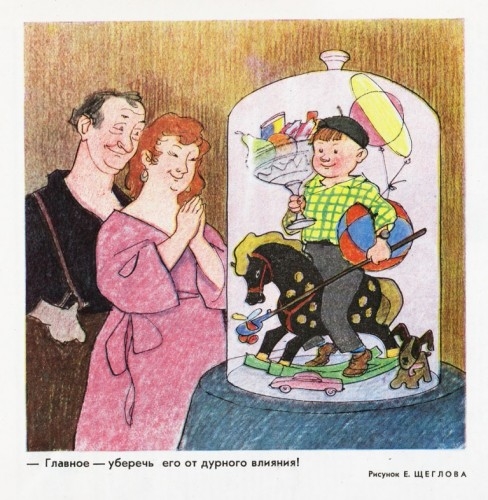 — Главное — уберечь его от дурного влияния!
Рисунок Е. ЩЕГЛОВА